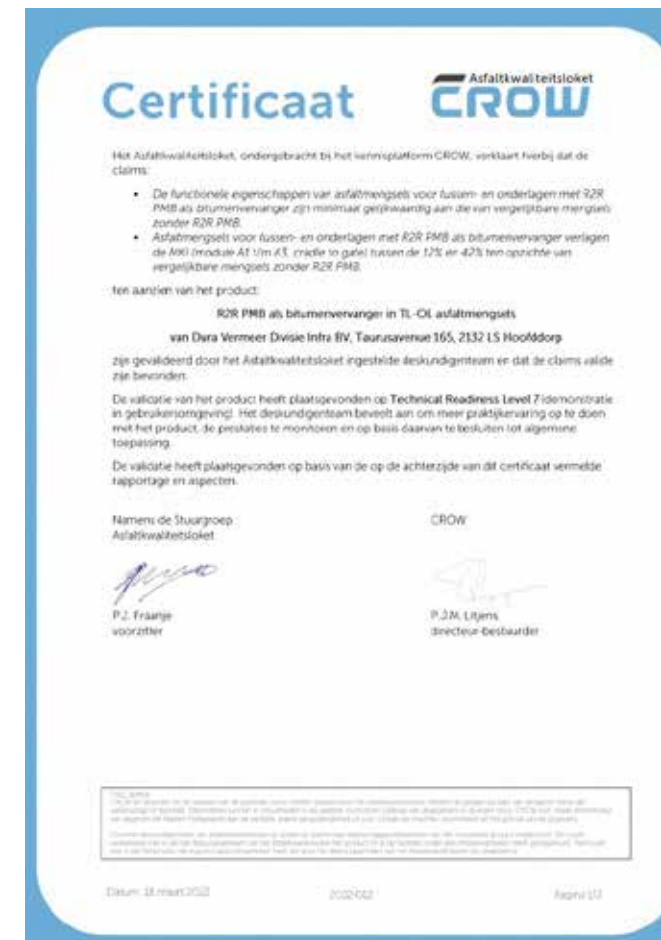 Certificaat
Asfaltkwaliteitsloket
CROW
Het Asfaltkwaliteitsloket, ondergebracht bij het kennisplatform CROW, verklaart hierbij dat de
claims:
• De functionele eigenschappen van asfaltmengsels voor tussen- en onderlagen met R2R
PMB als bitumenvervanger zijn minimaal gelijkwaardig aan die van vergelijkbare mengsels
zonder R2R PMB.
• Asfaltmengsels voor tussen- en onderlagen met R2R PMB als bitumenvervanger verlagen
de MKI (module A1 t/m A3, cradle to gate) tussen de 12% en 42% ten opzichte van
vergelijkbare mengsels zonder R2R PMB.
ten aanzien van het product:
R2R PMB als bitumenvervanger in TL-OL asfaltmengsels
van Dura Vermeer Divisie Infra BV, Taurusavenue 165, 2132 LS Hoofddorp
zijn gevalideerd door het Asfaltkwaliteitsloket ingestelde deskundigenteam en dat de claims valide
zijn bevonden.
De validatie van het product heeft plaatsgevonden op Technical Readiness Level 7 (demonstratie
in gebruikersomgeving). Het deskundigenteam beveelt aan om meer praktijkervaring op te doen
met het product, de prestaties te monitoren en op basis daarvan te besluiten tot algemene
toepassing.
De validatie heeft plaatsgevonden op basis van de op de achterzijde van dit certificaat vermelde
rapportage en aspecten.
Namens de Stuurgroep
Asfaltkwaliteitsloket
CROW
P.J. Fraanje
voorzitter
P.J.M. Litjens
directeur-bestuurder
Datum: 18 maart 2022
Pagina 1/2